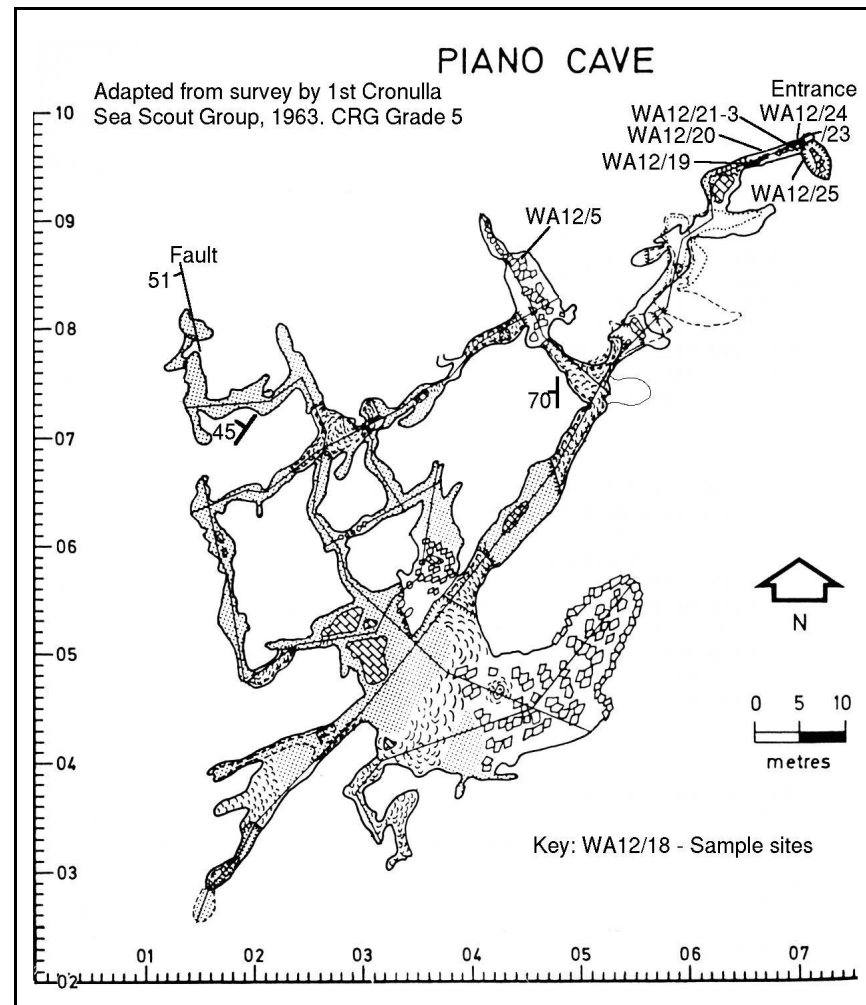 PIANO CAVE
Adapted from survey by 1st Cronulla
Sea Scout Group, 1963. CRG Grade 5
Entrance
WA12/21-3
WA12/24
WA12/20
/23
WA12/19
WA12/25
WA12/5
Fault
51
70
45
10
09
08
07
06
05
04
03
02
N
0 5 10
metres
Key: WA12/18 - Sample sites
01 02 03 04 05 06 07